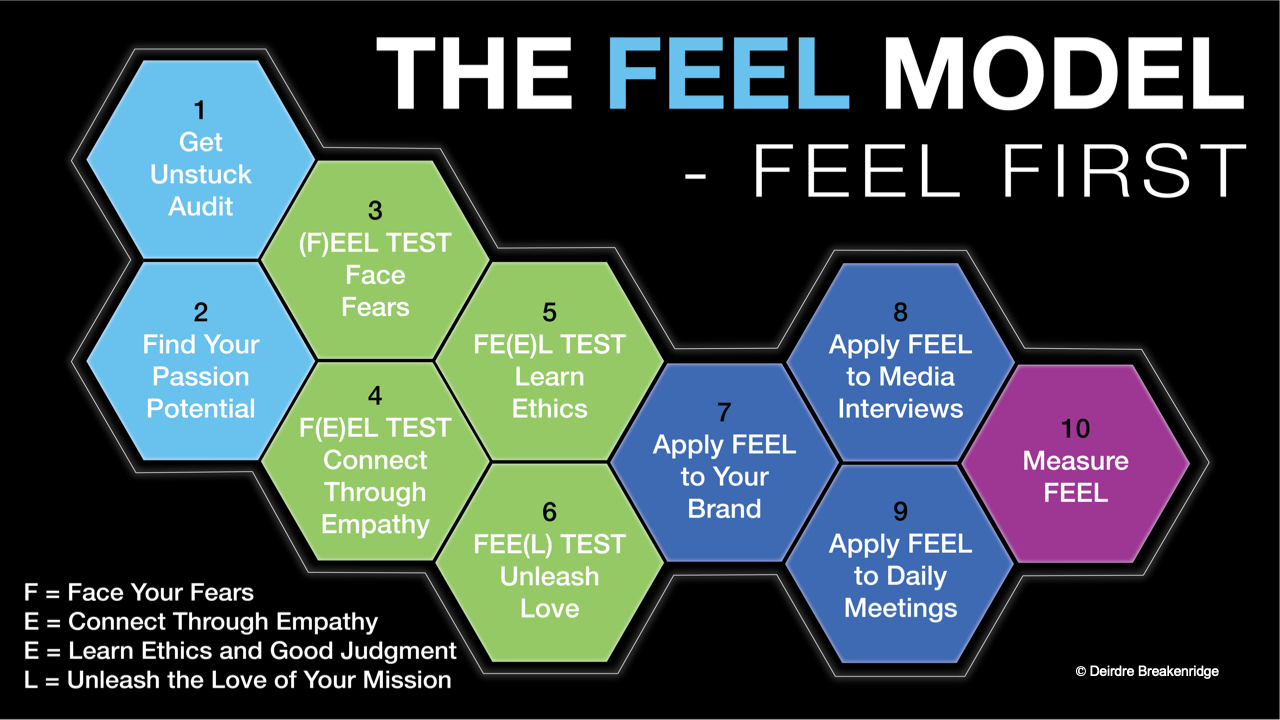 THE FEEL MODEL
- FEEL FIRST
1
Get
Unstuck
Audit
2
Find Your
Passion
Potential
3
(F)EEL TEST
Face
Fears
4
F(E)EL TEST
Connect
Through
Empathy
5
FE(E)L TEST
Learn
Ethics
6
FEE(L) TEST
Unleash
Love
7
Apply FEEL
to Your
Brand
8
Apply FEEL
to Media
Interviews
9
Apply FEEL
to Daily
Meetings
10
Measure
FEEL
F = Face Your Fears
E = Connect Through Empathy
E = Learn Ethics and Good Judgment
L = Unleash the Love of Your Mission
© Deirdre Breakenridge